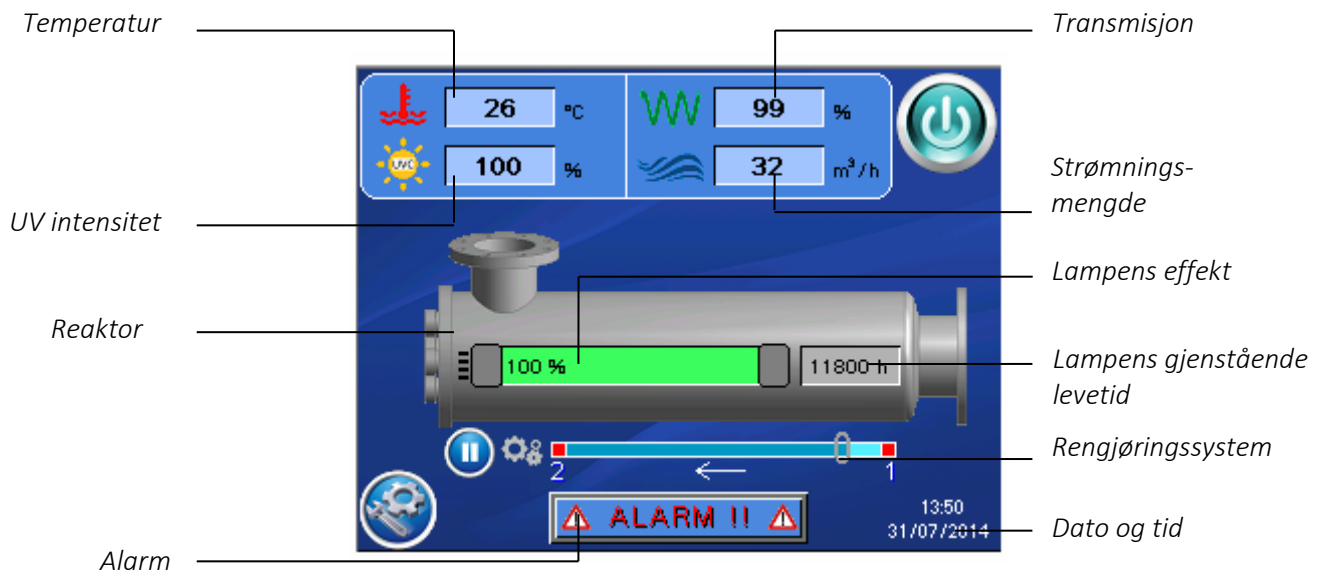 Temperatur
Transmisjon
26 °C
99 %
UVC
100 %
32 m³/h
Strømnings-
mengde
UV intensitet
Lampens effekt
Reaktor
100 %
11800 h
Lampens gjenstående
levetid
Rengjøringssystem
2
1
ALARM !!
13:50
31/07/2014
Dato og tid
Alarm